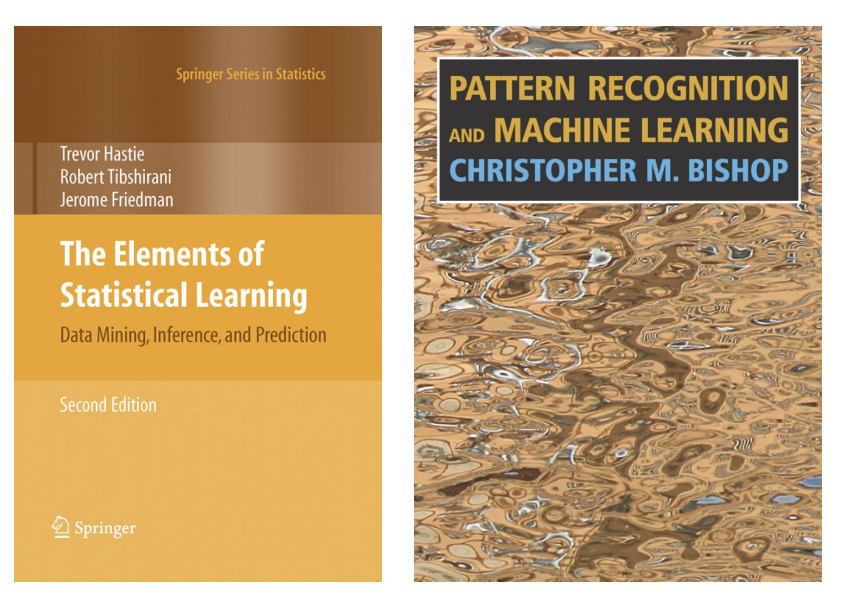 Springer Series in Statistics
Trevor Hastie
Robert Tibshirani
Jerome Friedman
The Elements of
Statistical Learning
Data Mining, Inference, and Prediction
Second Edition
Springer
PATTERN RECOGNITION
AND MACHINE LEARNING
CHRISTOPHER M. BISHOP